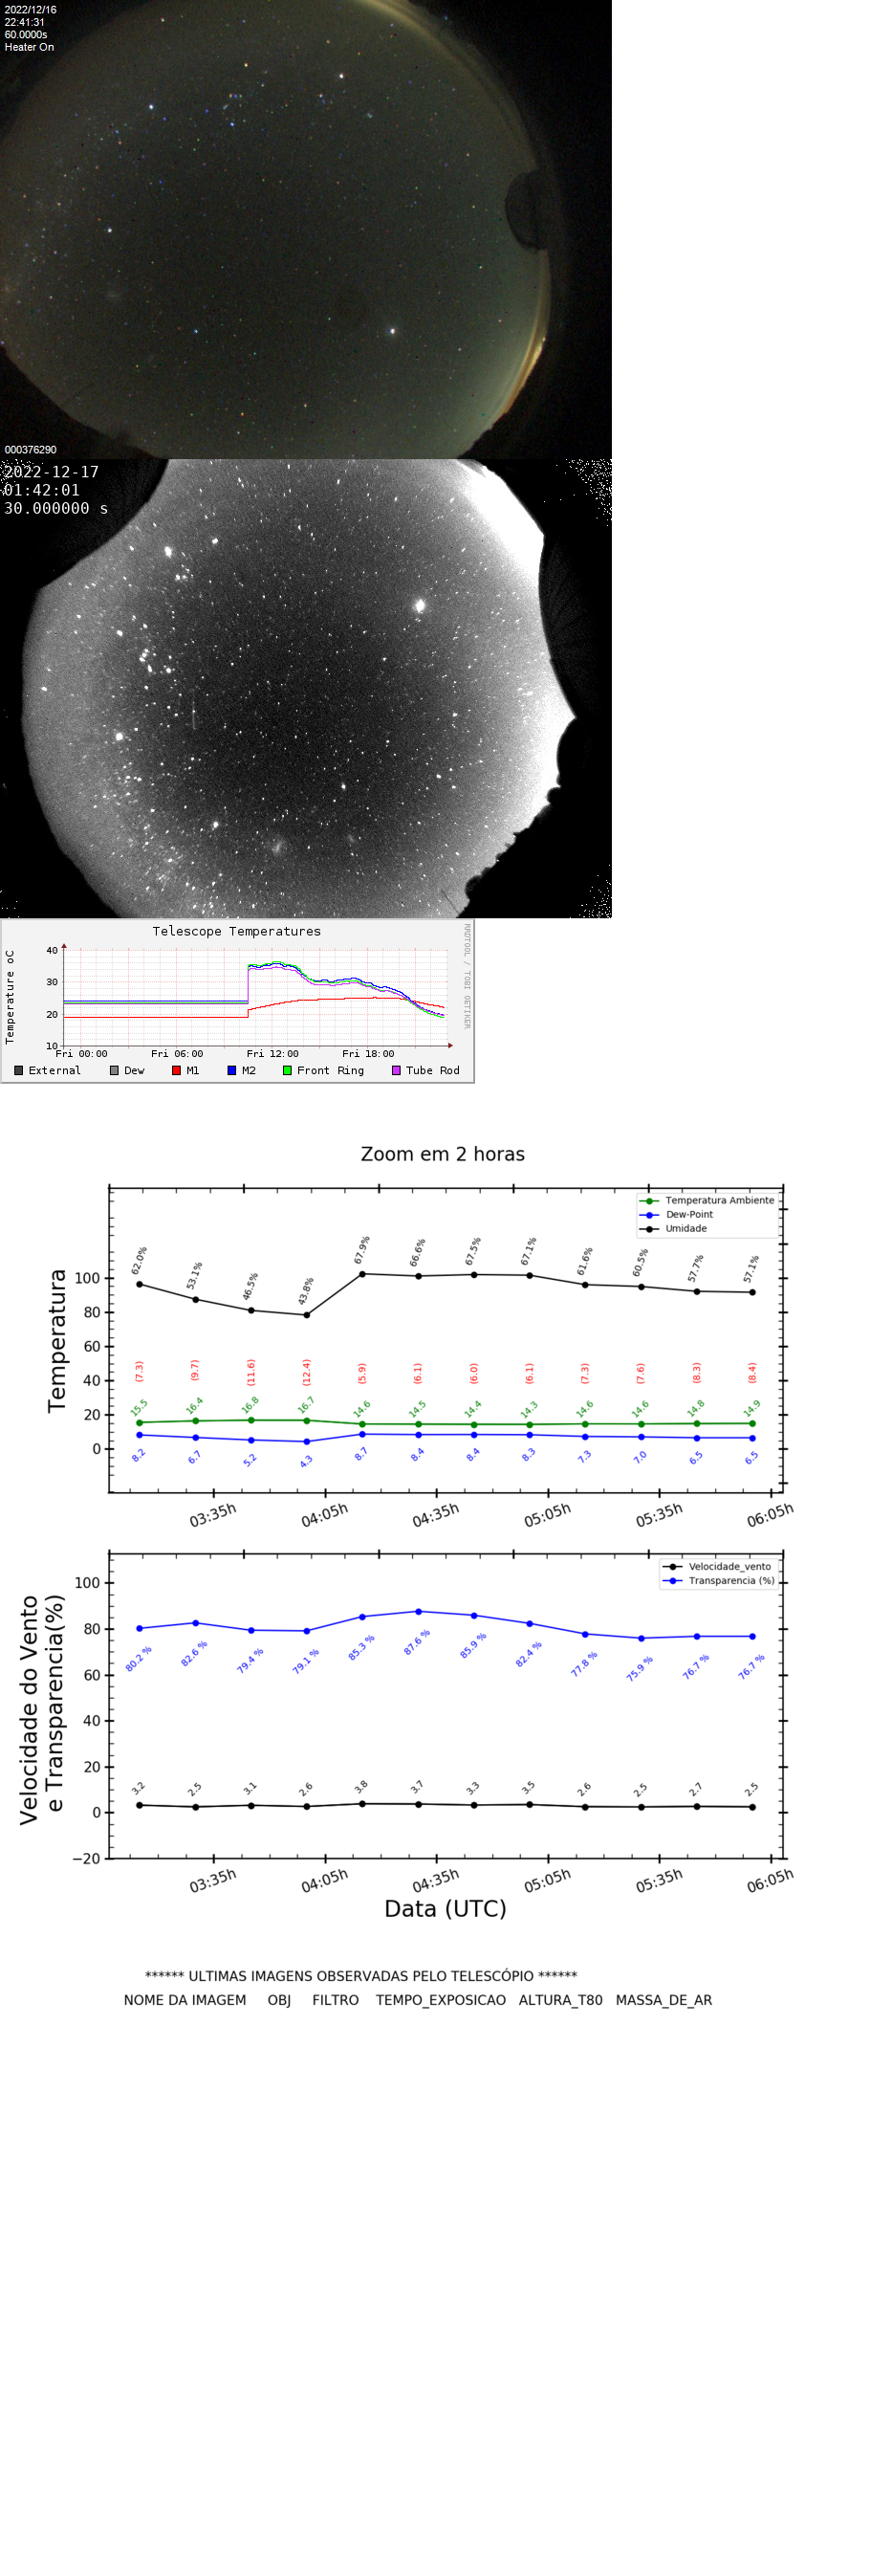 2022/12/16
22:41:31
60.0000s
Heater On
000376290
2022-12-17
01:42:01
30.000000 s
Telescope Temperatures
RRDTOOL / TOBI OETIKER
Temperature oC
40
30
20
10
Fri 00:00 Fri 06:00 Fri 12:00 Fri 18:00
External Dew M1 M2 Front Ring Tube Rod
Zoom em 2 horas
Temperatura Ambiente
Dew-Point
Umidade
Temperatura
100
80
60
40
20
0
62.0% 53.1% 46.5% 43.8% 67.9% 66.6% 67.5% 67.1% 61.6% 60.5% 57.7% 57.1%
(7.3) (9.7) (11.6) (12.4) (5.9) (6.1) (6.0) (6.1) (7.3) (7.6) (8.3) (8.4)
15.5 16.4 16.8 16.7 14.6 14.5 14.4 14.3 14.6 14.6 14.8 14.9
8.2 6.7 5.2 4.3 8.7 8.4 8.4 8.3 7.3 7.0 6.5 6.5
03:35h 04:05h 04:35h 05:05h 05:35h 06:05h
Velocidade_vento
Transparencia (%)
Velocidade do Vento
e Transparencia(%)
100
80
60
40
20
0
−20
80.2 % 82.6 % 79.4 % 79.1 % 85.3 % 87.6 % 85.9 % 82.4 % 77.8 % 75.9 % 76.7 % 76.7 %
3.2 2.5 3.1 2.6 3.8 3.7 3.3 3.5 2.6 2.5 2.7 2.5
03:35h 04:05h 04:35h 05:05h 05:35h 06:05h
Data (UTC)
****** ULTIMAS IMAGENS OBSERVADAS PELO TELESCÓPIO ******
NOME DA IMAGEM OBJ FILTRO TEMPO_EXPOSICAO ALTURA_T80 MASSA_DE_AR